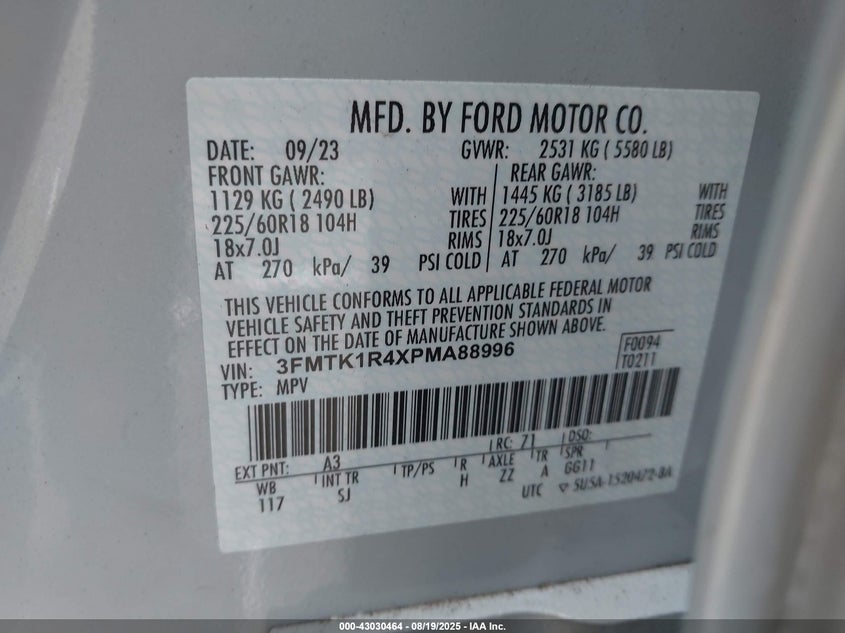 MFD. BY FORD MOTOR CO.
DATE: 09/23 GVWR: 2531 KG ( 5580 LB)
FRONT GAWR: REAR GAWR:
1129 KG ( 2490 LB) WITH 1445 KG ( 3185 LB) WITH
225/60R18 104H TIRES 225/60R18 104H TIRES
18x7.0J RIMS 18x7.0J RIMS
AT 270 kPa/ 39 PSI COLD AT 270 kPa/ 39 PSI COLD
THIS VEHICLE CONFORMS TO ALL APPLICABLE FEDERAL MOTOR
VEHICLE SAFETY AND THEFT PREVENTION STANDARDS IN
EFFECT ON THE DATE OF MANUFACTURE SHOWN ABOVE.
VIN: 3FMTK1R4XPMA88996 F0094
TYPE: MPV T0211
RC: 71 DSO:
EXT PNT: A3
WB INT TR TP/PS R AXLE TR SPR
117 SJ H ZZ A GG11
UTC SUSA-1520472-BA
000-43030464 - 08/19/2025 - IAA Inc.